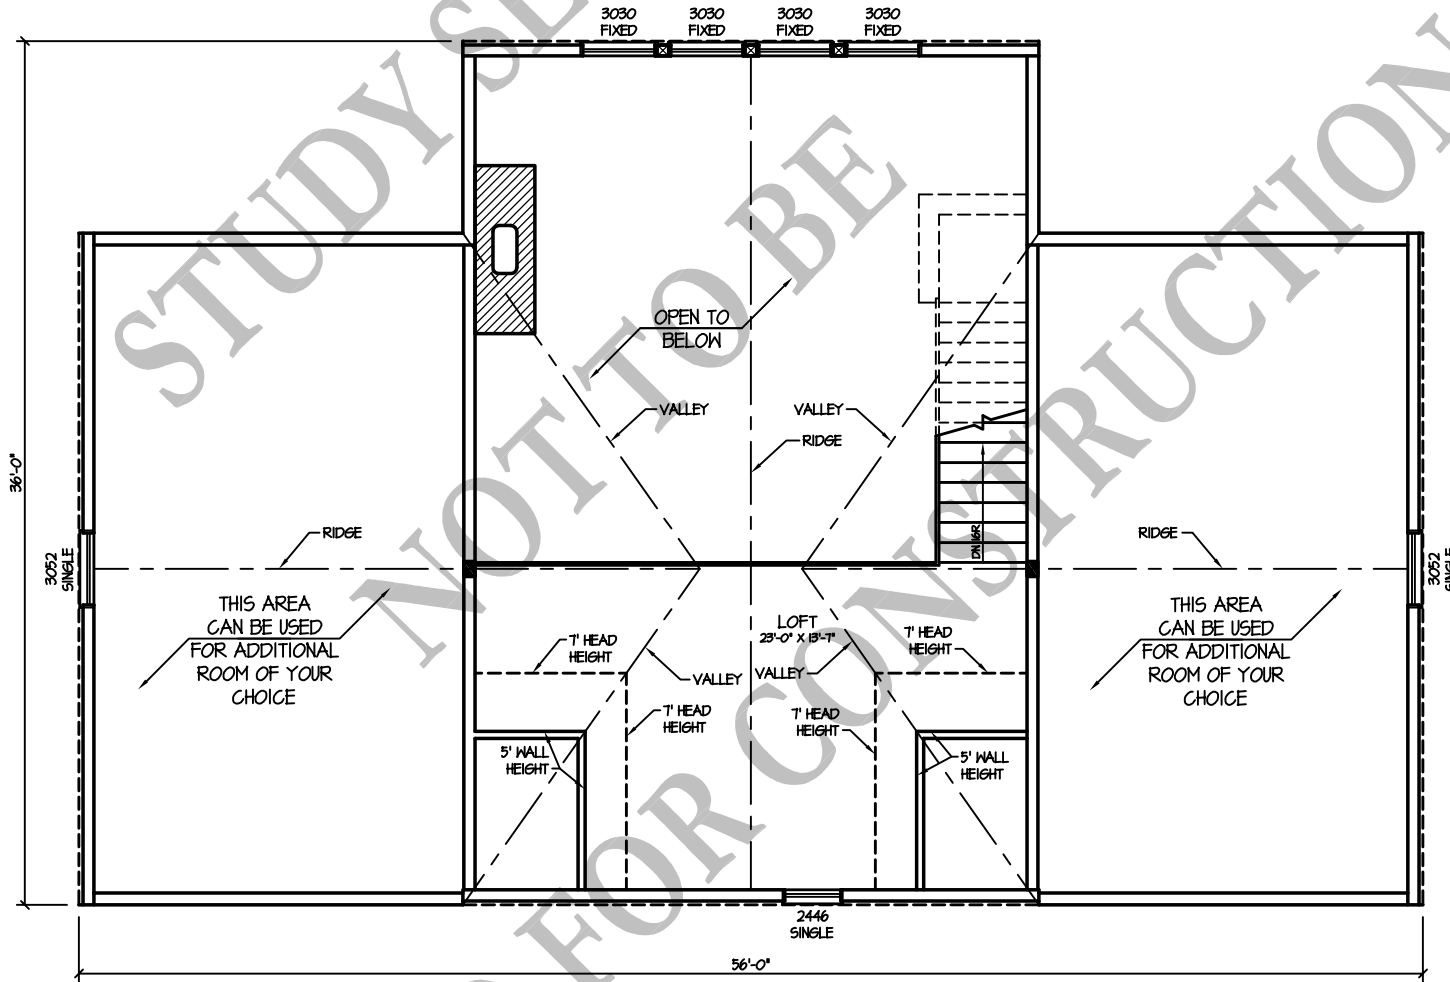 3030
FIXED
3030
FIXED
3030
FIXED
3030
FIXED
STUDY SE
NOT TO BE
FOR CONSTRUCTION
36'-0"
OPEN TO
BELOW
VALLEY
VALLEY
RIDGE
DN 16R
RIDGE
RIDGE
3052
SINGLE
3052
SINGLE
THIS AREA
CAN BE USED
FOR ADDITIONAL
ROOM OF YOUR
CHOICE
THIS AREA
CAN BE USED
FOR ADDITIONAL
ROOM OF YOUR
CHOICE
LOFT
23'-0" X 13'-7"
7' HEAD
HEIGHT
7' HEAD
HEIGHT
VALLEY
VALLEY
7' HEAD
HEIGHT
7' HEAD
HEIGHT
5' WALL
HEIGHT
5' WALL
HEIGHT
2446
SINGLE
56'-0"